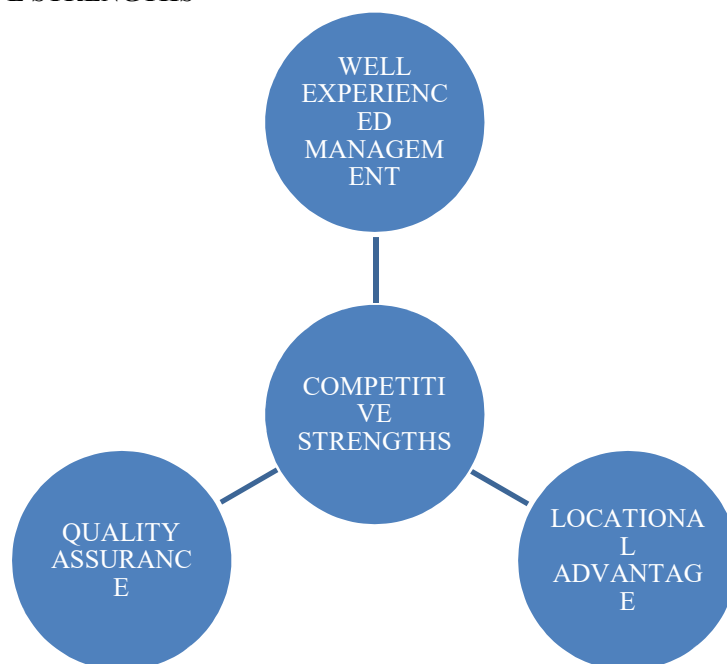 WELL
EXPERIENC
ED
MANAGEM
ENT
COMPETITI
VE
STRENGTHS
QUALITY
ASSURANC
E
LOCATIONA
L
ADVANTAG
E